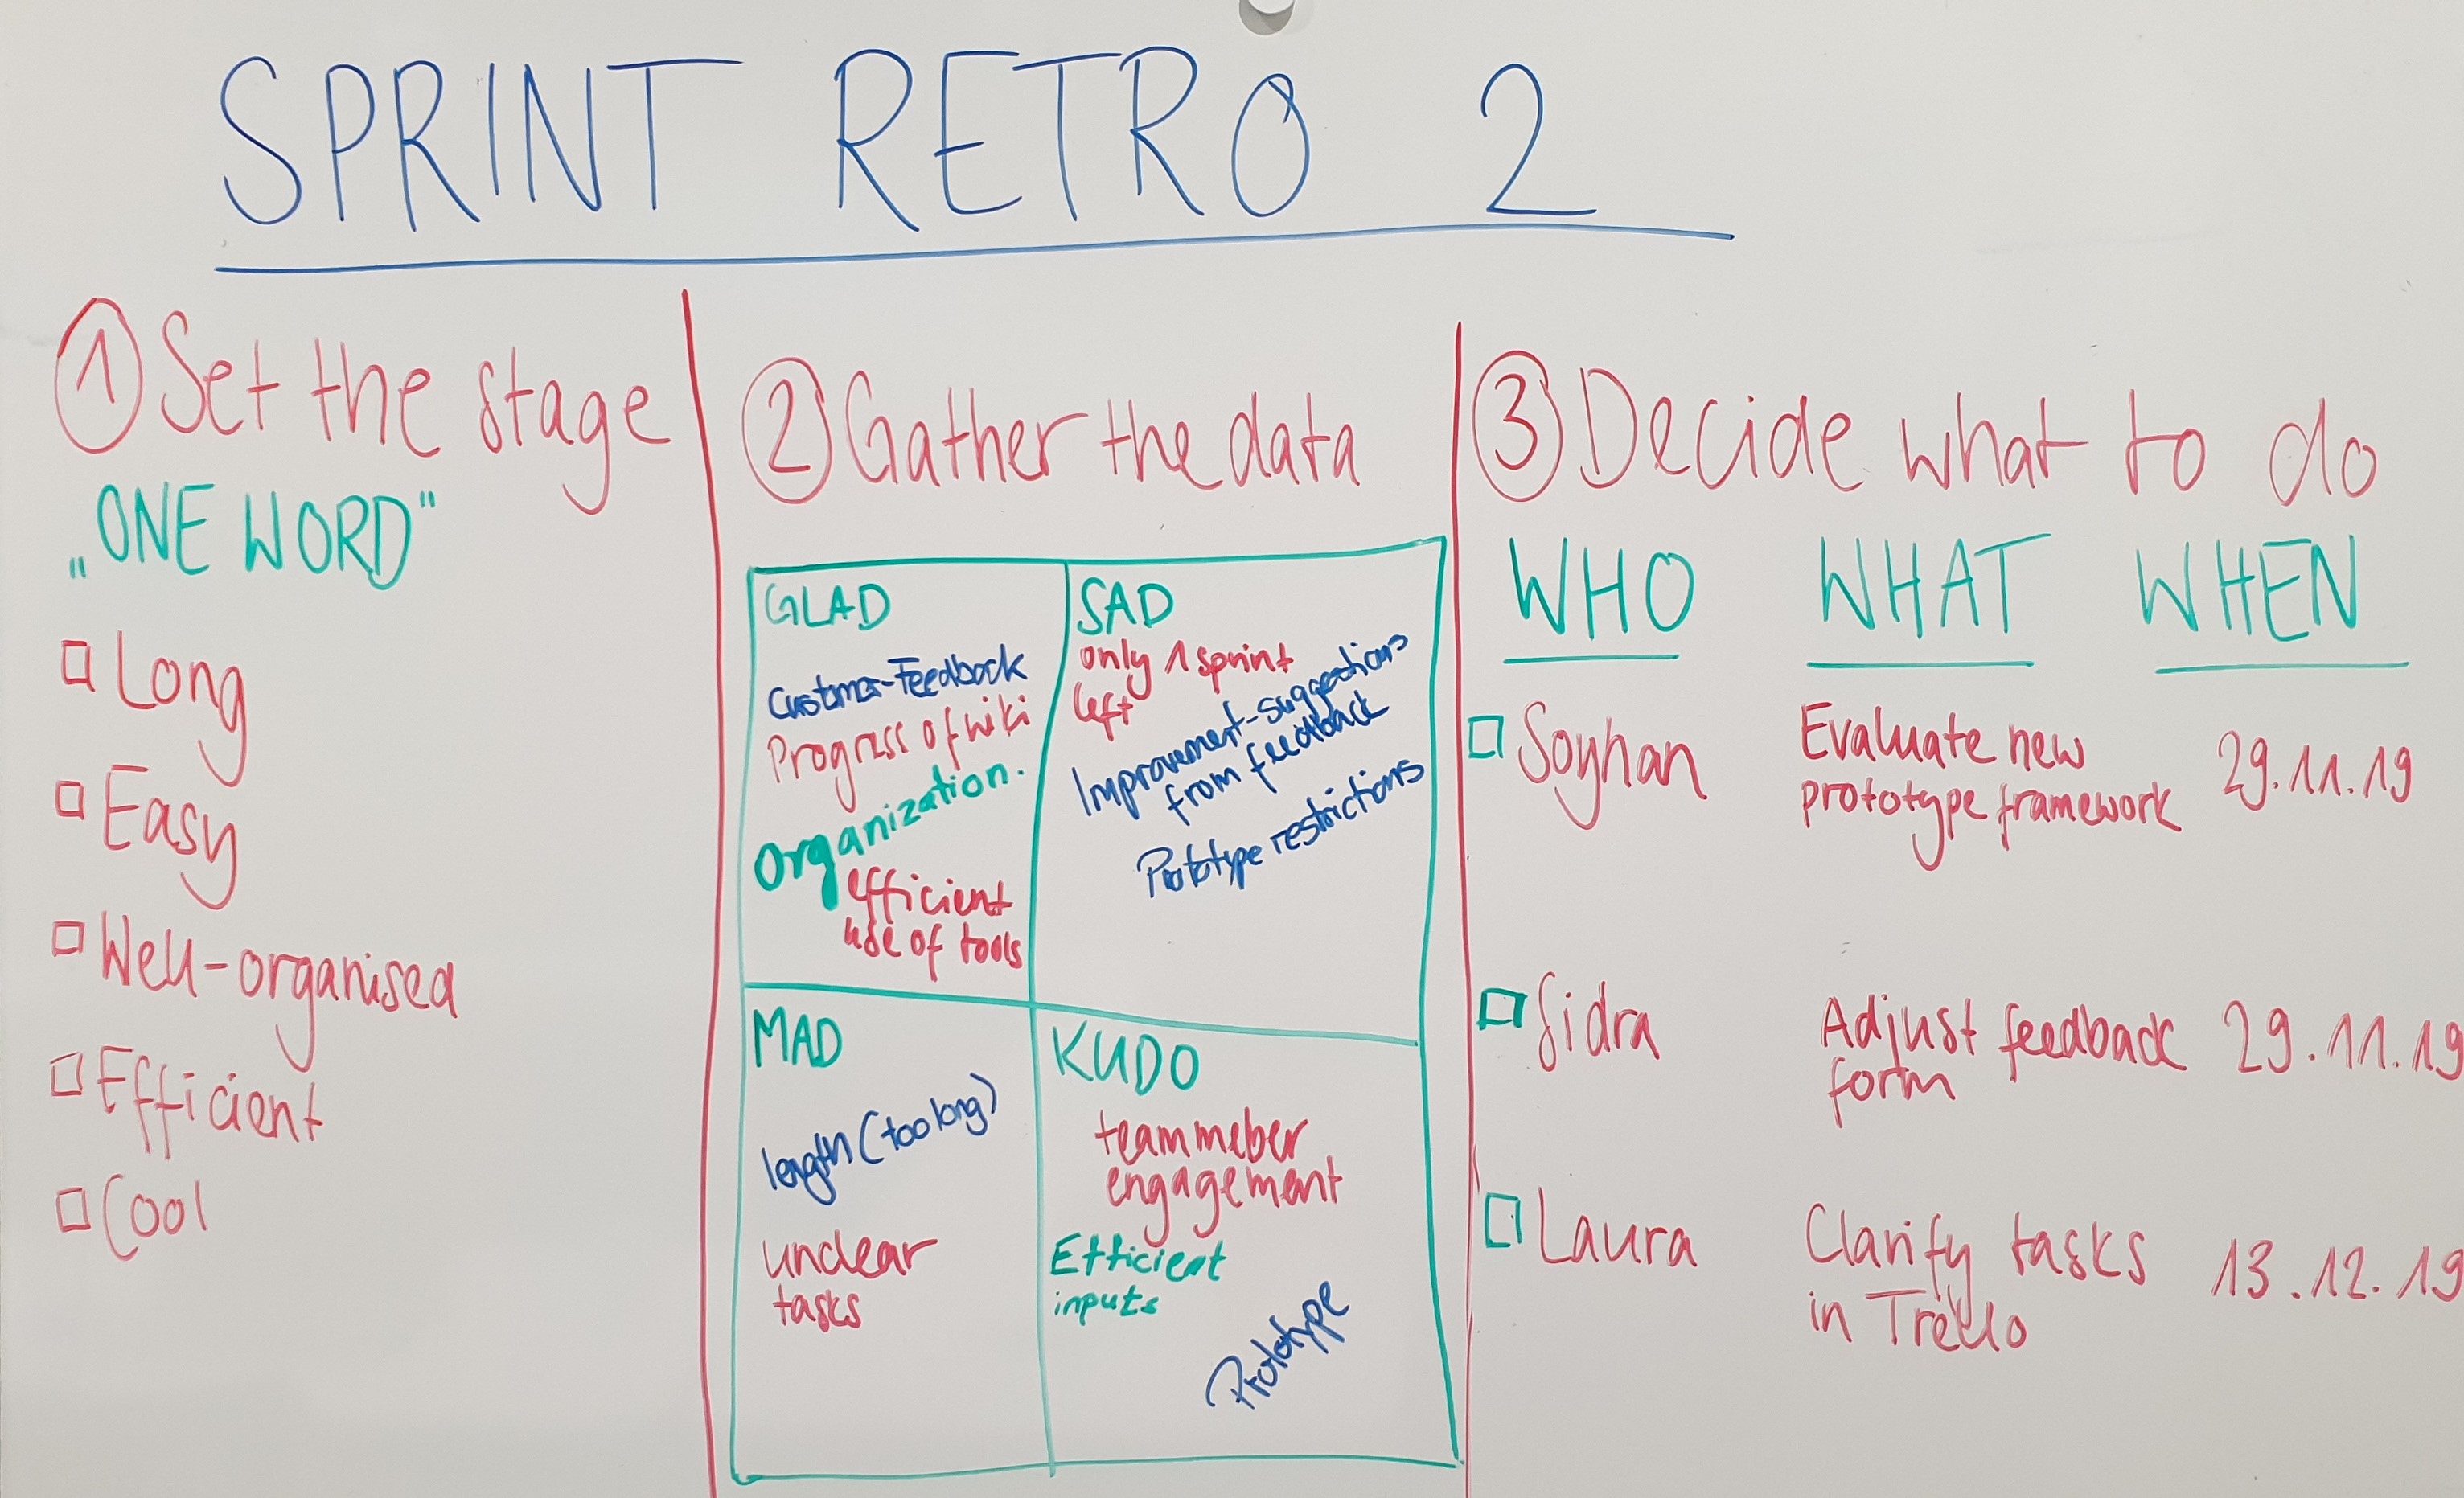 SPRINT RETRO 2
① Set the stage
„ONE WORD"
Long
Easy
Well-organised
Efficient
Cool
② Gather the data
GLAD
Customer-Feedback
Progress of wiki
Organization.
efficient
use of tools
SAD
only 1 sprint
left
Improvement-suggestions
from feedback
Prototype restrictions
MAD
length (too long)
unclear
tasks
KUDO
teammeber
engagement
Efficient
inputs
Prototype
③ Decide what to do
WHO WHAT WHEN
Soyhan Evaluate new 29.11.19
prototype framework
Sidra Adjust feedback 29.11.19
form
Laura Clarify tasks 13.12.19
in Trello